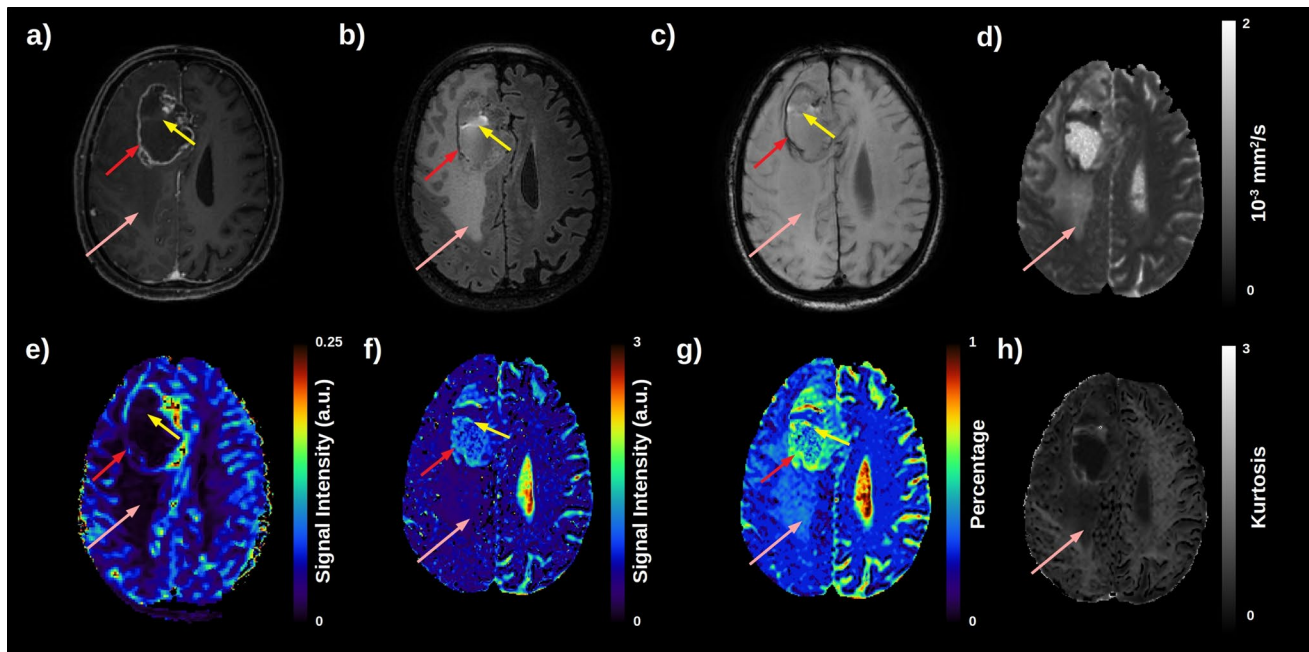 a)
b)
c)
d)
2
10-3 mm²/s
0
e)
0.25
Signal Intensity (a.u.)
0
f)
3
Signal Intensity (a.u.)
0
g)
1
Percentage
0
h)
3
Kurtosis
0